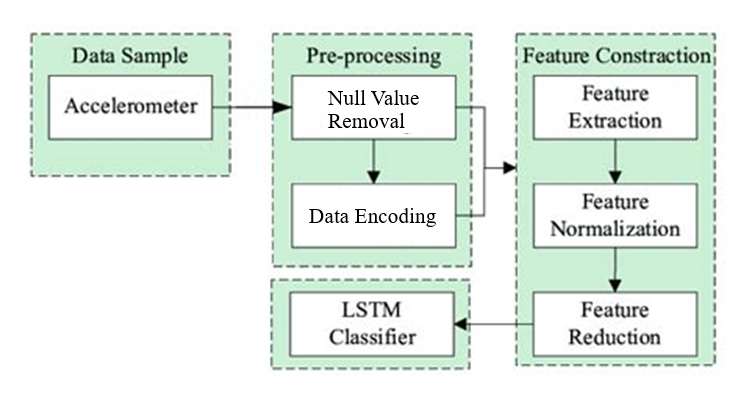 Data Sample
Accelerometer
Pre-processing
Null Value
Removal
Data Encoding
Feature Constraction
Feature
Extraction
Feature
Normalization
Feature
Reduction
LSTM
Classifier